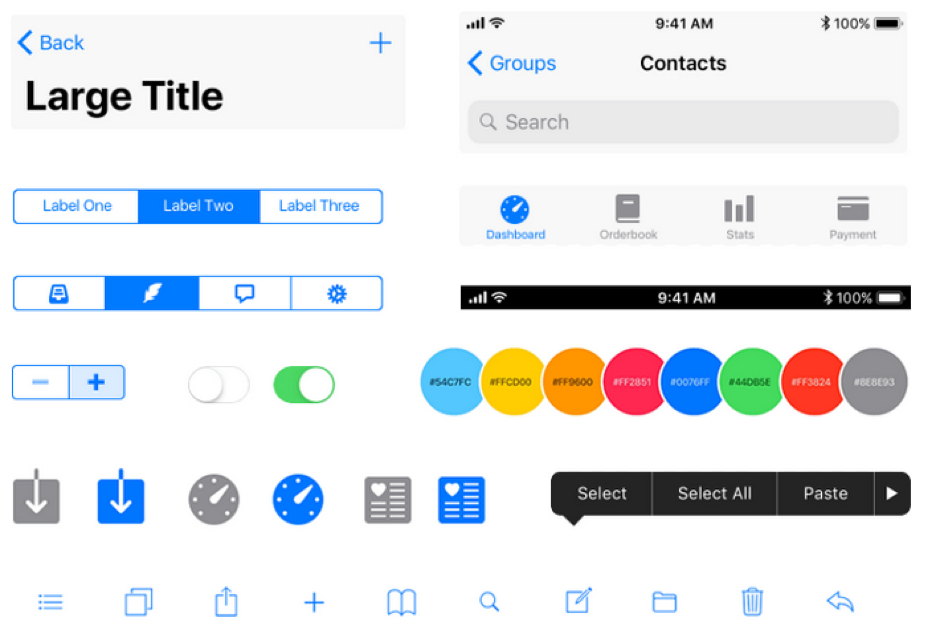 Back
Large Title
9:41 AM 100%
Groups Contacts
Search
Label One Label Two Label Three
Dashboard Orderbook Stats Payment
9:41 AM 100%
#54C7FC #FFCD00 #FF9600 #FF2851 #0076FF #44DB5E #FF3824 #8E8E93
Select Select All Paste